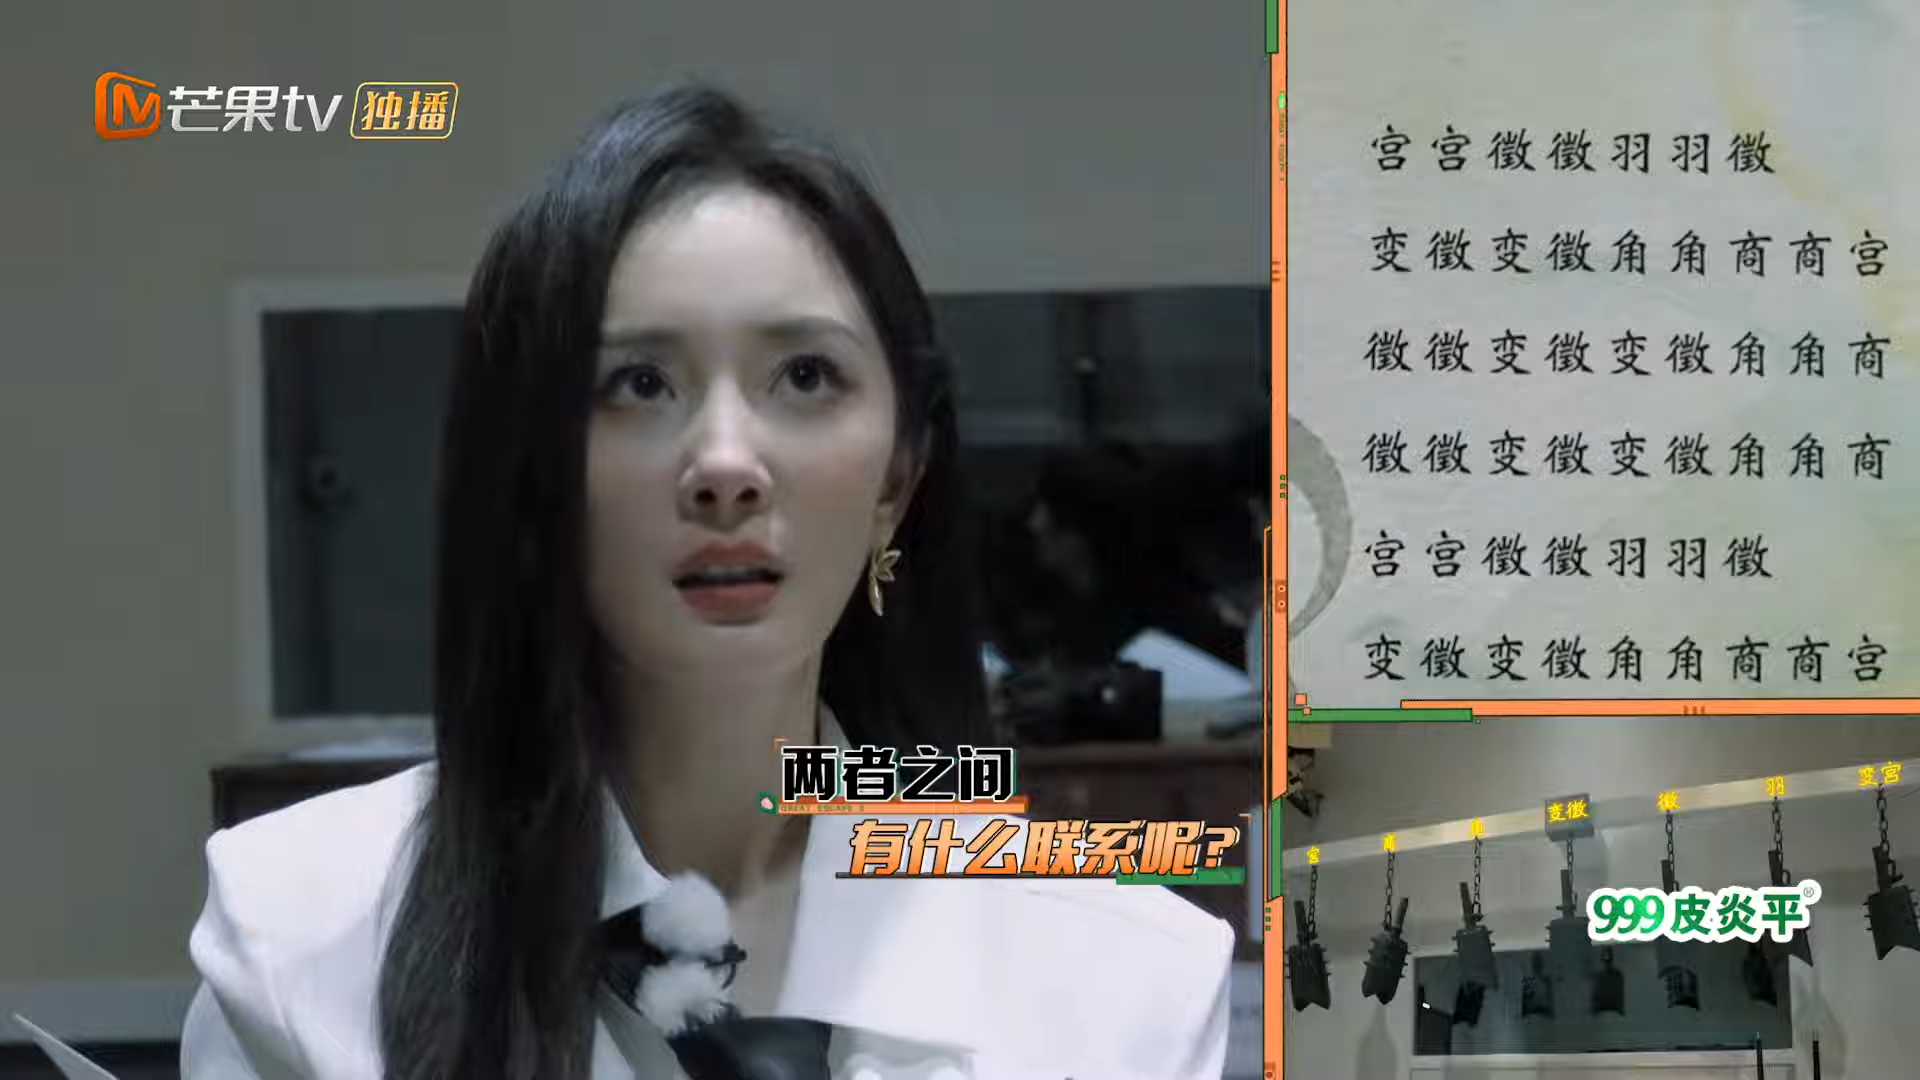 芒果tv 独播
宫宫徵徵羽羽徵
变徵变徵角角商商宫
徵徵变徵变徵角角商
徵徵变徵变徵角角商
宫宫徵徵羽羽徵
变徵变徵角角商商宫
两者之间
GREAT ESCAPE
有什么联系呢?
宫 商 角 变徵 徵 羽 变宫
999皮炎平®